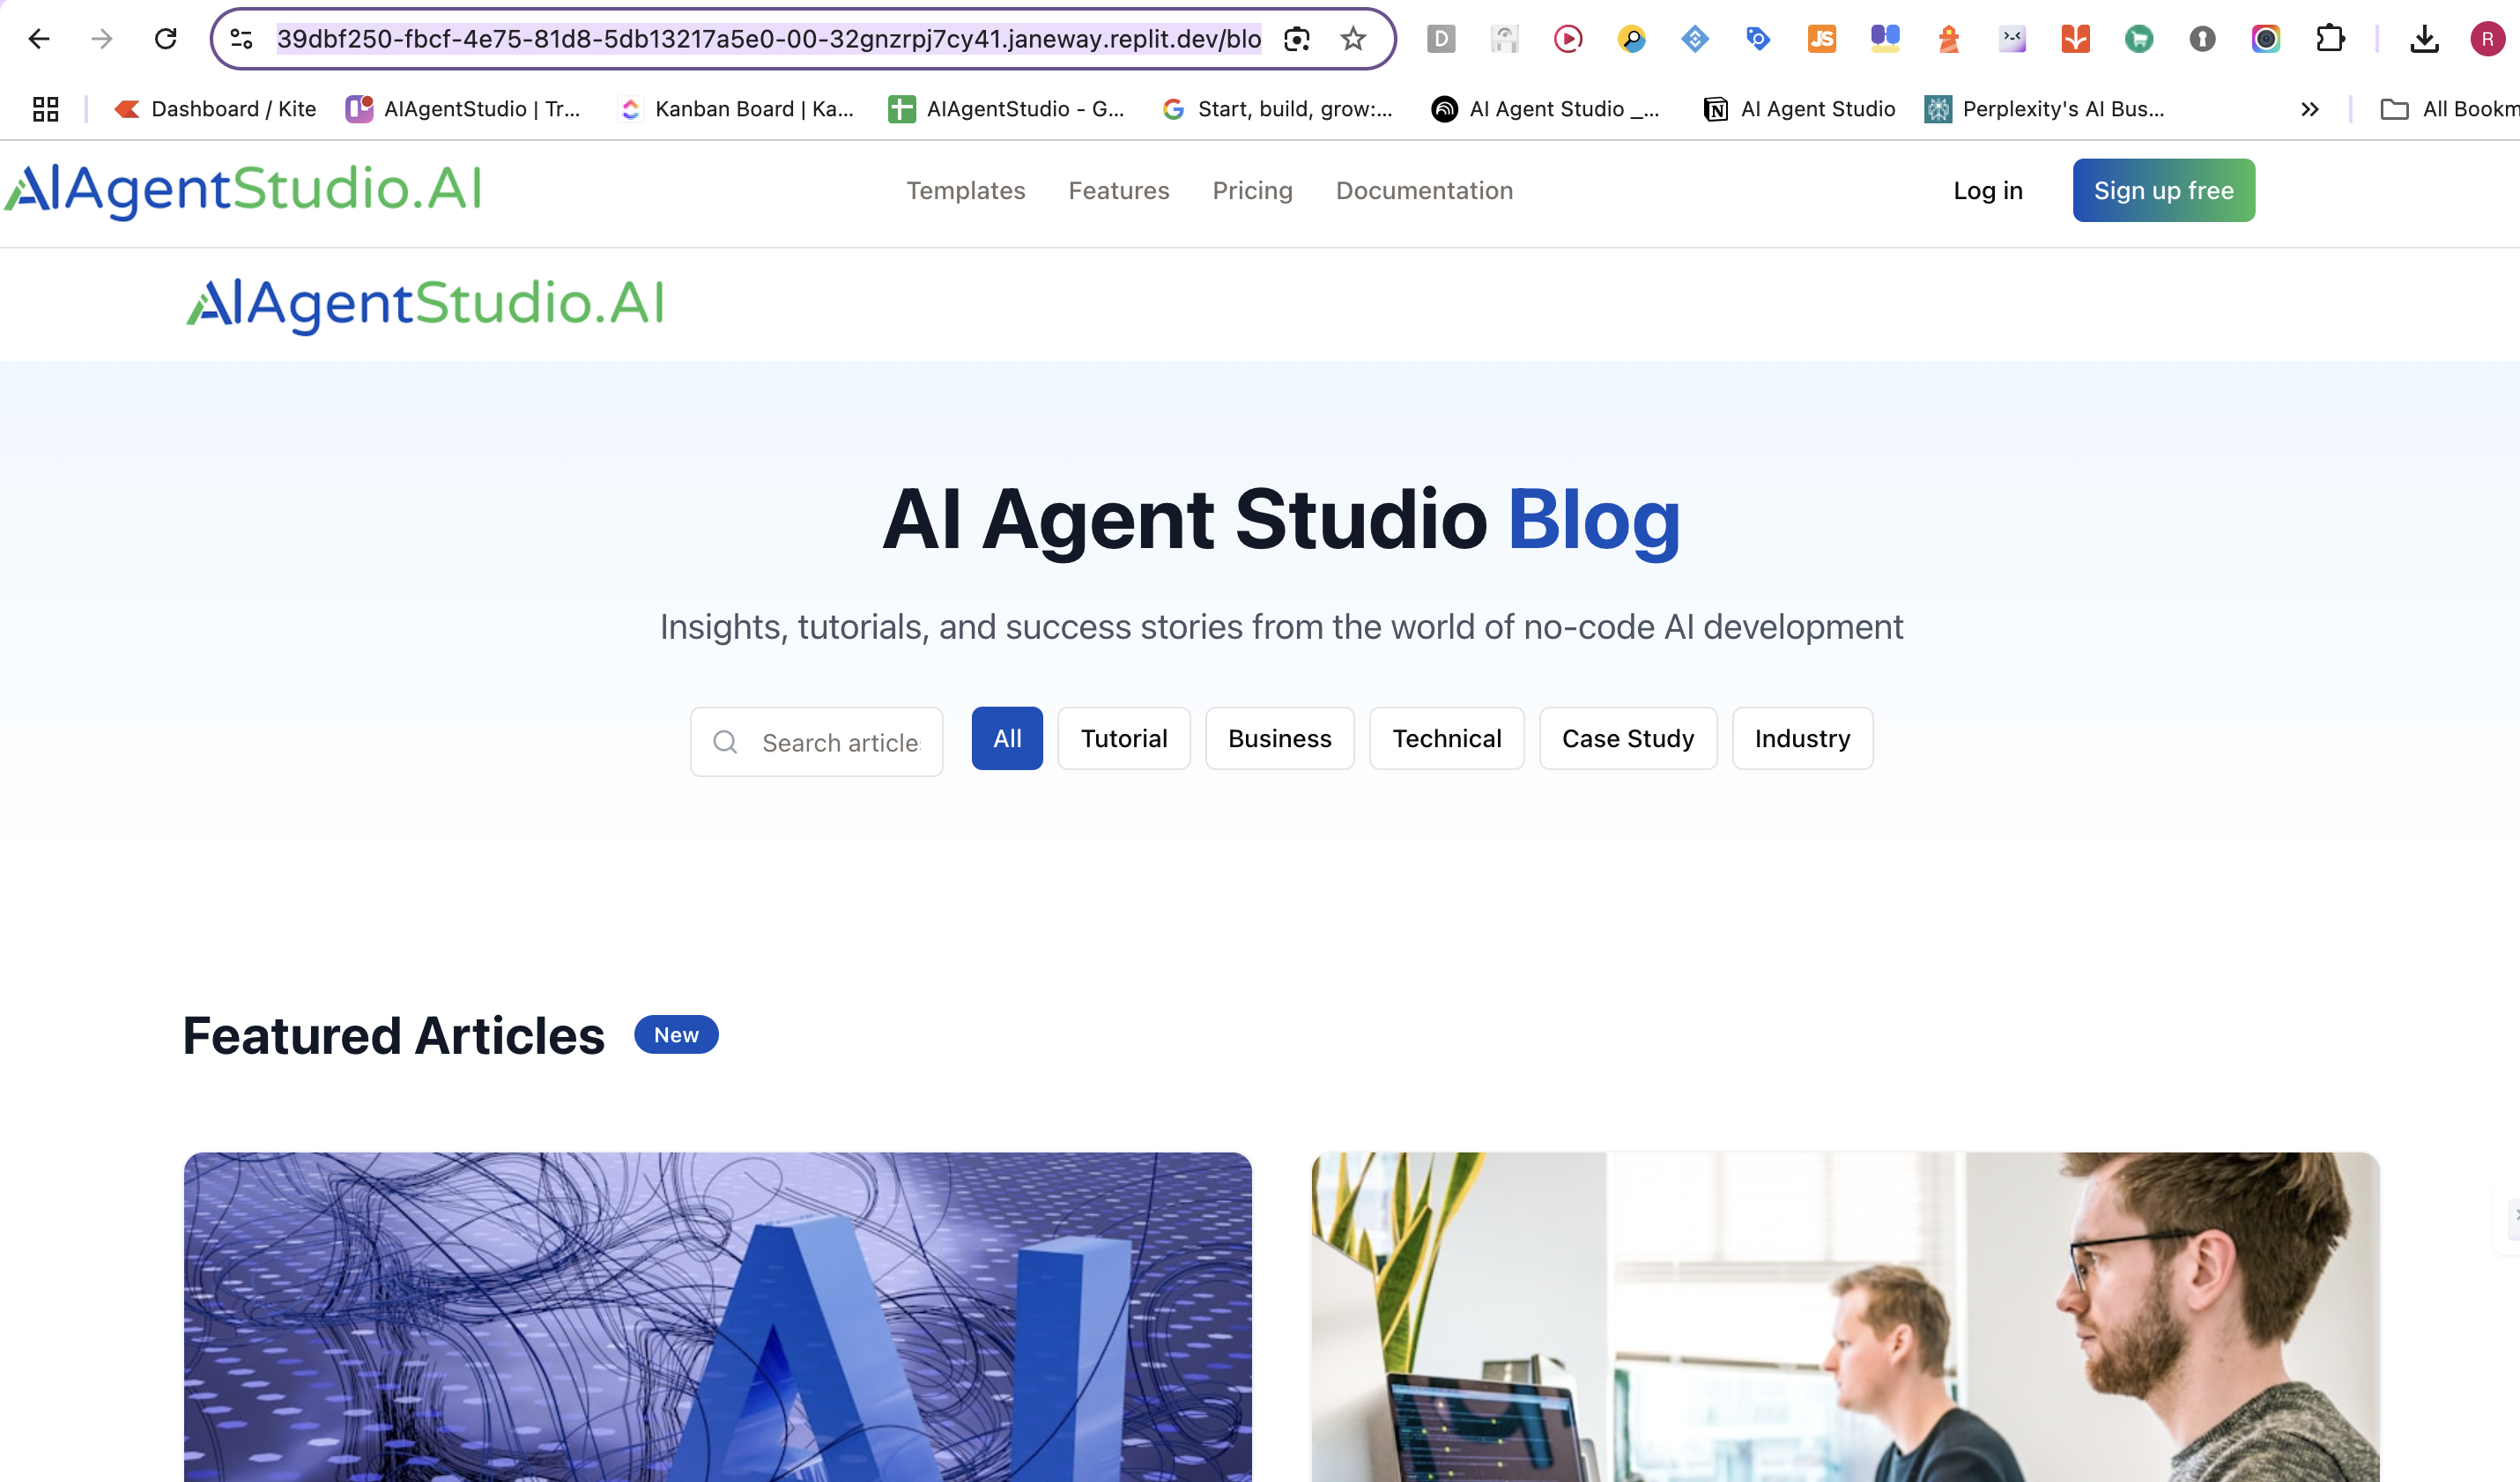 39dbf250-fbcf-4e75-81d8-5db13217a5e0-00-32gnzrpj7cy41.janeway.replit.dev/blo
D
JS
R
Dashboard / Kite
AIAgentStudio | Tr...
Kanban Board | Ka...
AIAgentStudio - G...
Start, build, grow:...
AI Agent Studio _...
AI Agent Studio
Perplexity's AI Bus...
All Bookm
AIAgentStudio.AI
Templates
Features
Pricing
Documentation
Log in
Sign up free
AIAgentStudio.AI
AI Agent Studio Blog
Insights, tutorials, and success stories from the world of no-code AI development
Search article
All
Tutorial
Business
Technical
Case Study
Industry
Featured Articles
New
AI